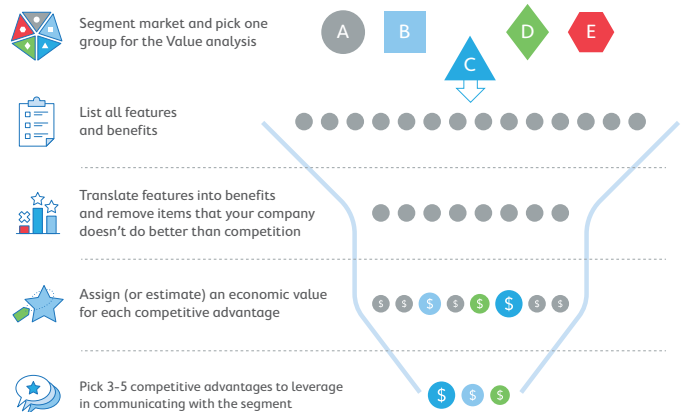 Segment market and pick one
group for the Value analysis
A
B
C
D
E
List all features
and benefits
Translate features into benefits
and remove items that your company
doesn't do better than competition
Assign (or estimate) an economic value
for each competitive advantage
$ $ $ $ $ $ $ $
Pick 3-5 competitive advantages to leverage
in communicating with the segment
$ $ $